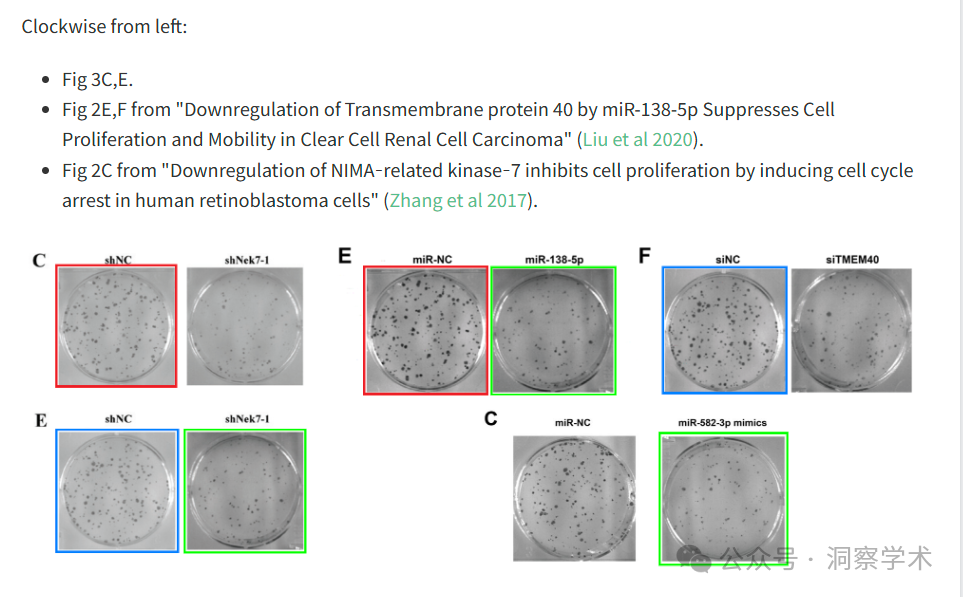 Clockwise from left:
• Fig 3C,E.
• Fig 2E,F from "Downregulation of Transmembrane protein 40 by miR-138-5p Suppresses Cell
Proliferation and Mobility in Clear Cell Renal Cell Carcinoma" (Liu et al 2020).
• Fig 2C from "Downregulation of NIMA-related kinase-7 inhibits cell proliferation by inducing cell cycle
arrest in human retinoblastoma cells" (Zhang et al 2017).
C shNC shNek7-1
E miR-NC miR-138-5p
F siNC siTMEM40
E shNC shNek7-1
C miR-NC miR-582-3p mimics
公众号 · 洞察学术